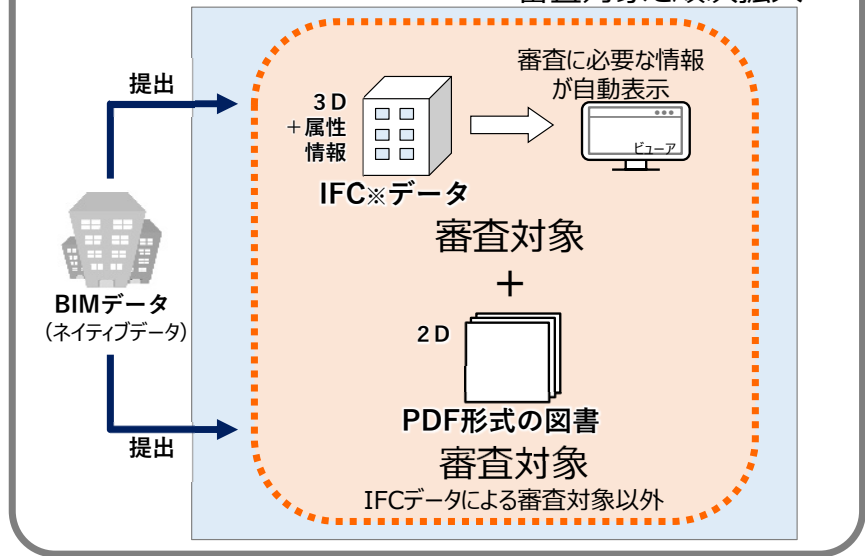 提出
審査に必要な情報
が自動表示
3D
＋属性
情報
ビューア
IFC※データ
審査対象
＋
BIMデータ
（ネイティブデータ）
2D
PDF形式の図書
提出
審査対象
IFCデータによる審査対象以外